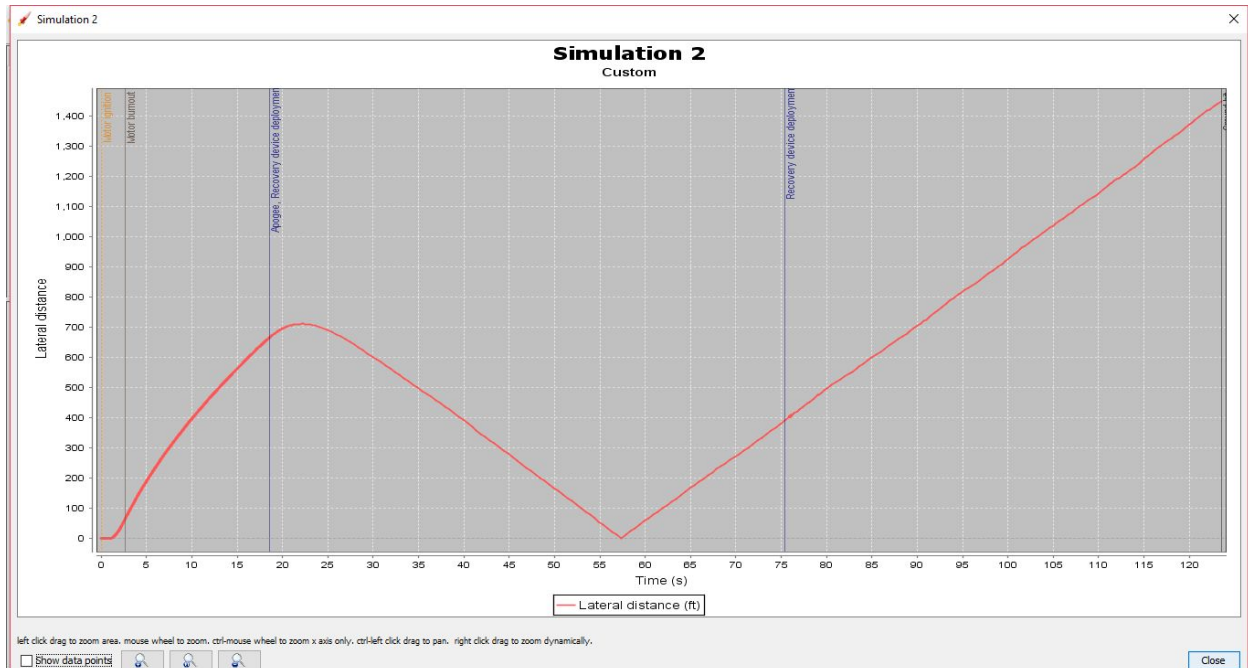 Simulation 2
Simulation 2
Custom
Motor ignition
Motor burnout
Apogee, Recovery device deploymen
Recovery device deploymen
Lateral distance
1,400
1,300
1,200
1,100
1,000
900
800
700
600
500
400
300
200
100
0
0 5 10 15 20 25 30 35 40 45 50 55 60 65 70 75 80 85 90 95 100 105 110 115 120
Time (s)
Lateral distance (ft)
left click drag to zoom area. mouse wheel to zoom. ctrl-mouse wheel to zoom x axis only. ctrl-left click drag to pan. right click drag to zoom dynamically.
Show data points
Close